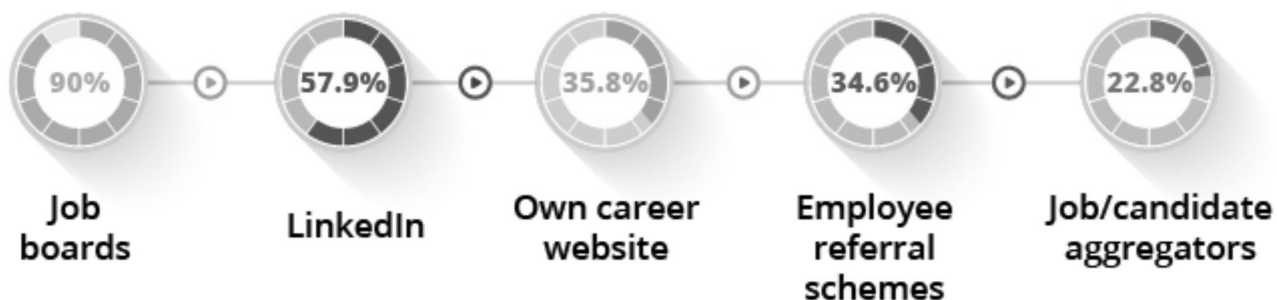 90%
57.9%
35.8%
34.6%
22.8%
Job
boards
LinkedIn
Own career
website
Employee
referral
schemes
Job/candidate
aggregators